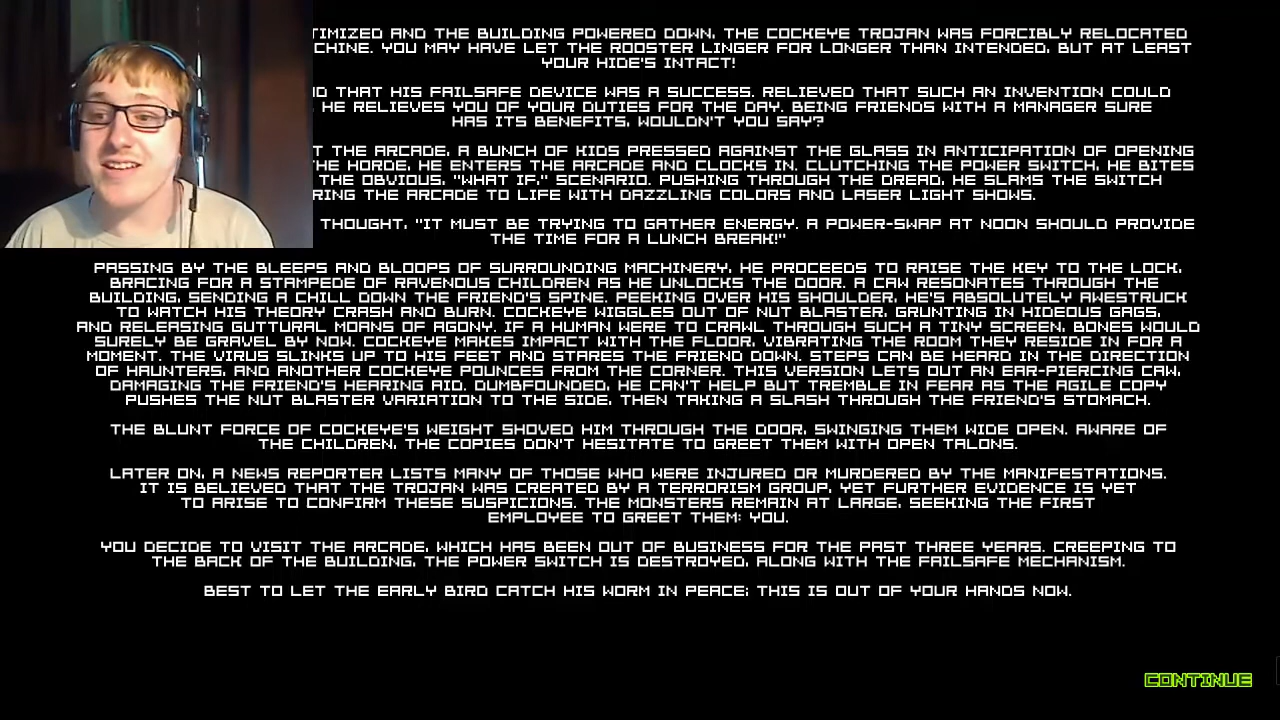 TIMIZED AND THE BUILDING POWERED DOWN, THE COCKEYE TROJAN WAS FORCIBLY RELOCATED
CHINE. YOU MAY HAVE LET THE ROOSTER LINGER FOR LONGER THAN INTENDED, BUT AT LEAST
YOUR HIDE'S INTACT!
D THAT HIS FAILSAFE DEVICE WAS A SUCCESS. RELIEVED THAT SUCH AN INVENTION COULD
, HE RELIEVES YOU OF YOUR DUTIES FOR THE DAY. BEING FRIENDS WITH A MANAGER SURE
HAS ITS BENEFITS, WOULDN'T YOU SAY?
T THE ARCADE, A BUNCH OF KIDS PRESSED AGAINST THE GLASS IN ANTICIPATION OF OPENING
THE HORDE, HE ENTERS THE ARCADE AND CLOCKS IN. CLUTCHING THE POWER SWITCH, HE BITES
THE OBVIOUS, "WHAT IF," SCENARIO. PUSHING THROUGH THE DREAD, HE SLAMS THE SWITCH
RING THE ARCADE TO LIFE WITH DAZZLING COLORS AND LASER LIGHT SHOWS.
THOUGHT, "IT MUST BE TRYING TO GATHER ENERGY. A POWER-SWAP AT NOON SHOULD PROVIDE
THE TIME FOR A LUNCH BREAK!"
PASSING BY THE BLEEPS AND BLOOPS OF SURROUNDING MACHINERY, HE PROCEEDS TO RAISE THE KEY TO THE LOCK,
BRACING FOR A STAMPEDE OF RAVENOUS CHILDREN AS HE UNLOCKS THE DOOR. A CAW RESONATES THROUGH THE
BUILDING, SENDING A CHILL DOWN THE FRIEND'S SPINE. PEEKING OVER HIS SHOULDER, HE'S ABSOLUTELY AWESTRUCK
TO WATCH HIS THEORY CRASH AND BURN. COCKEYE WIGGLES OUT OF NUT BLASTER, GRUNTING IN HIDEOUS GAGS,
AND RELEASING GUTTURAL MOANS OF AGONY. IF A HUMAN WERE TO CRAWL THROUGH SUCH A TINY SCREEN, BONES WOULD
SURELY BE GRAVEL BY NOW. COCKEYE MAKES IMPACT WITH THE FLOOR, VIBRATING THE ROOM THEY RESIDE IN FOR A
MOMENT. THE VIRUS SLINKS UP TO HIS FEET AND STARES THE FRIEND DOWN. STEPS CAN BE HEARD IN THE DIRECTION
OF HAUNTERS, AND ANOTHER COCKEYE POUNCES FROM THE CORNER. THIS VERSION LETS OUT AN EAR-PIERCING CAW,
DAMAGING THE FRIEND'S HEARING AID. DUMBFOUNDED, HE CAN'T HELP BUT TREMBLE IN FEAR AS THE AGILE COPY
PUSHES THE NUT BLASTER VARIATION TO THE SIDE, THEN TAKING A SLASH THROUGH THE FRIEND'S STOMACH.
THE BLUNT FORCE OF COCKEYE'S WEIGHT SHOVED HIM THROUGH THE DOOR, SWINGING THEM WIDE OPEN. AWARE OF
THE CHILDREN, THE COPIES DON'T HESITATE TO GREET THEM WITH OPEN TALONS.
LATER ON, A NEWS REPORTER LISTS MANY OF THOSE WHO WERE INJURED OR MURDERED BY THE MANIFESTATIONS.
IT IS BELIEVED THAT THE TROJAN WAS CREATED BY A TERRORISM GROUP, YET FURTHER EVIDENCE IS YET
TO ARISE TO CONFIRM THESE SUSPICIONS. THE MONSTERS REMAIN AT LARGE, SEEKING THE FIRST
EMPLOYEE TO GREET THEM: YOU.
YOU DECIDE TO VISIT THE ARCADE, WHICH HAS BEEN OUT OF BUSINESS FOR THE PAST THREE YEARS. CREEPING TO
THE BACK OF THE BUILDING, THE POWER SWITCH IS DESTROYED, ALONG WITH THE FAILSAFE MECHANISM.
BEST TO LET THE EARLY BIRD CATCH HIS WORM IN PEACE; THIS IS OUT OF YOUR HANDS NOW.
CONTINUE